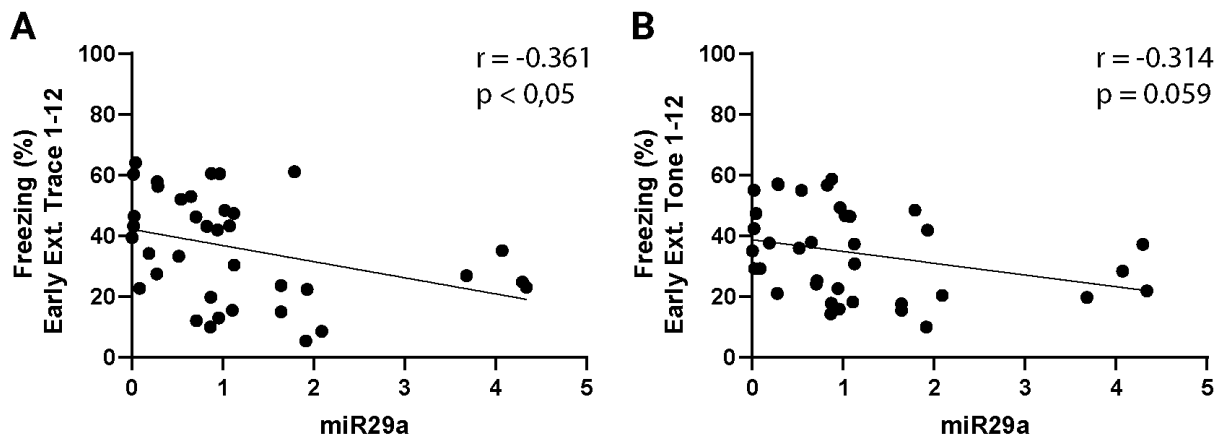 A
r = -0.361
p < 0,05
Freezing (%)
Early Ext. Trace 1-12
100
80
60
40
20
0
0 1 2 3 4 5
miR29a
B
r = -0.314
p = 0.059
Freezing (%)
Early Ext. Tone 1-12
100
80
60
40
20
0
0 1 2 3 4 5
miR29a